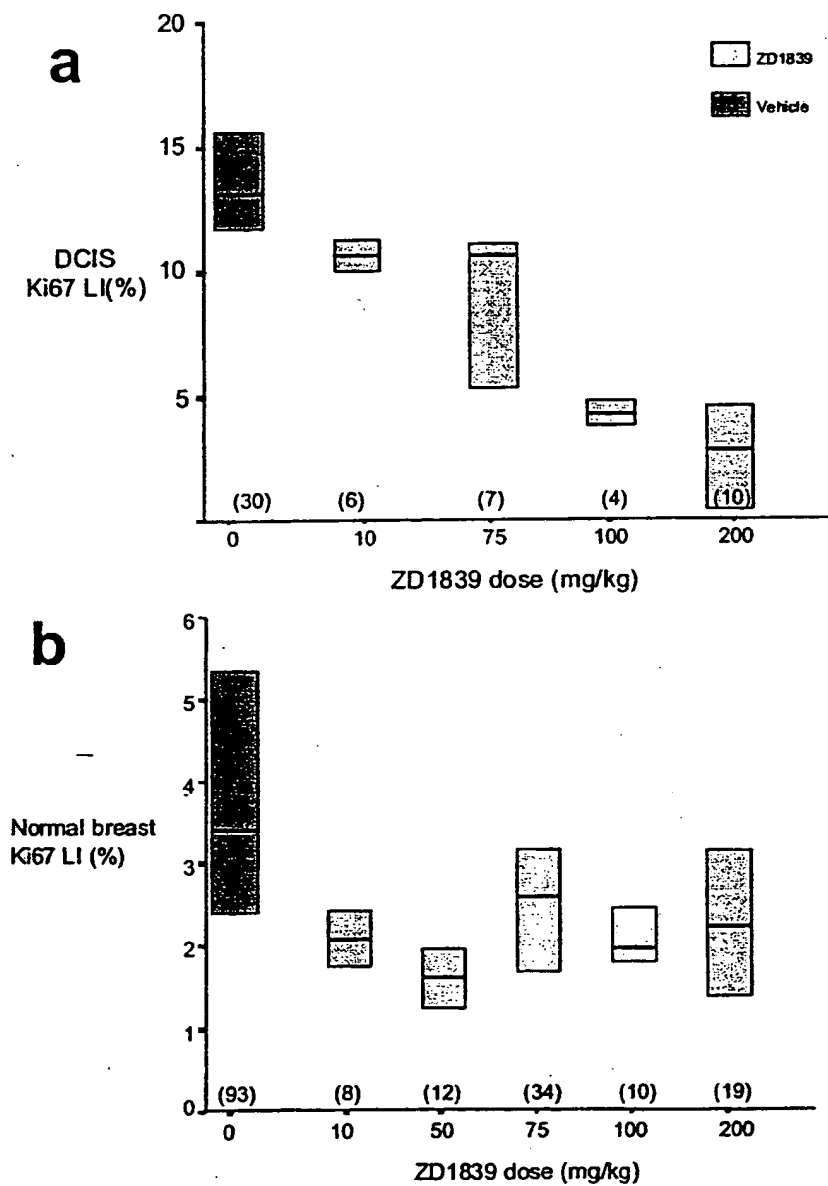 a
20
15
10
5
DCIS
Ki67 LI(%)
ZD1839
Vehicle
(30) (6) (7) (4) (10)
0 10 75 100 200
ZD1839 dose (mg/kg)
b
6
5
4
3
2
1
0
Normal breast
Ki67 LI (%)
(93) (8) (12) (34) (10) (19)
0 10 50 75 100 200
ZD1839 dose (mg/kg)